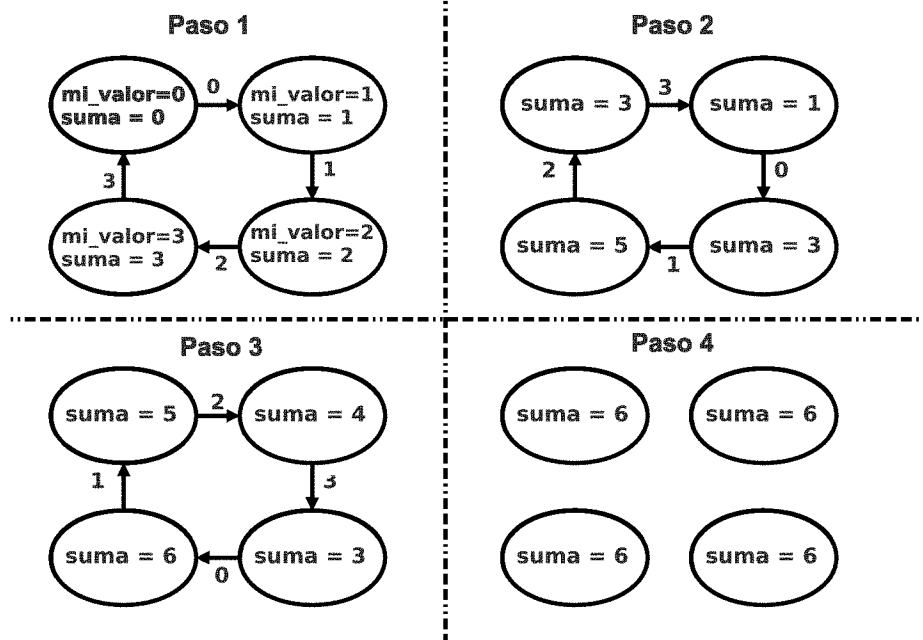 Paso 1
mi_valor=0
suma = 0
0
mi_valor=1
suma = 1
3
1
mi_valor=3
suma = 3
2
mi_valor=2
suma = 2
Paso 2
suma = 3
3
suma = 1
2
0
suma = 5
1
suma = 3
Paso 3
suma = 5
2
suma = 4
1
3
suma = 6
0
suma = 3
Paso 4
suma = 6
suma = 6
suma = 6
suma = 6